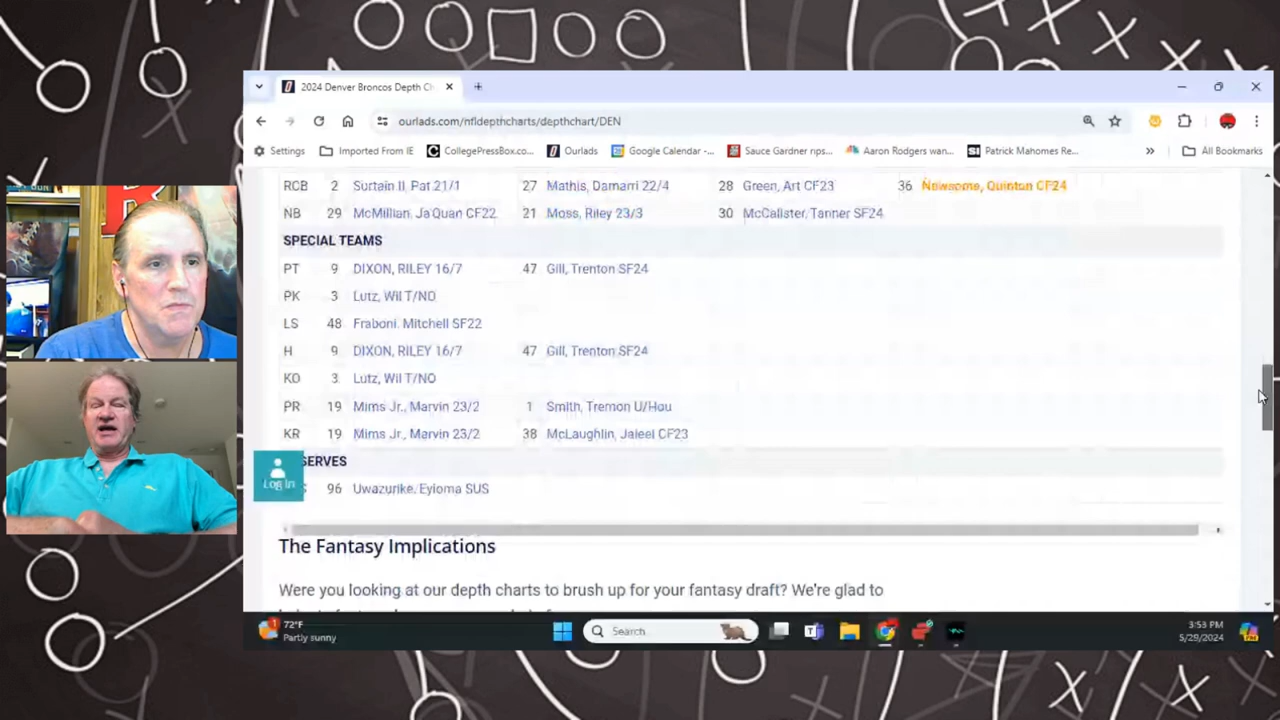 2024 Denver Broncos Depth Ch
ourlads.com/nfldepthcharts/depthchart/DEN
Settings Imported From IE CollegePressBox.co... Ourlads Google Calendar -... Sauce Gardner rips... Aaron Rodgers wan... Patrick Mahomes Re... » All Bookmarks
RCB 2 Surtain II, Pat 21/1 27 Mathis, Damarri 22/4 28 Green, Art CF23 36 Newsome, Quinton CF24
NB 29 McMillian, Ja'Quan CF22 21 Moss, Riley 23/3 30 McCalister, Tanner SF24
SPECIAL TEAMS
PT 9 DIXON, RILEY 16/7 47 Gill, Trenton SF24
PK 3 Lutz, Wil T/NO
LS 48 Fraboni, Mitchell SF22
H 9 DIXON, RILEY 16/7 47 Gill, Trenton SF24
KO 3 Lutz, Wil T/NO
PR 19 Mims Jr., Marvin 23/2 1 Smith, Tremon U/Hou
KR 19 Mims Jr., Marvin 23/2 38 McLaughlin, Jaleel CF23
SERVES
Log In
96 Uwazurike, Eyioma SUS
The Fantasy Implications
Were you looking at our depth charts to brush up for your fantasy draft? We're glad to
72°F
Partly sunny
Search
3:53 PM
5/29/2024